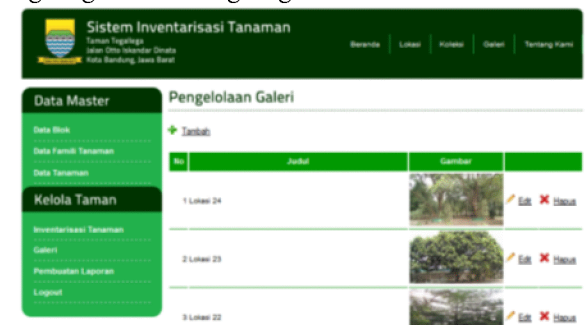 Sistem Inventarisasi Tanaman
Taman Tegallega
Jalan Otto Iskandar Dinata
Kota Bandung, Jawa Barat
Beranda
Lokasi
Koleksi
Galeri
Tentang Kami
Data Master
Data Blok
Data Famili Tanaman
Data Tanaman
Kelola Taman
Inventarisasi Tanaman
Galeri
Pembuatan Laporan
Logout
Pengelolaan Galeri
Tambah
No Judul Gambar
1 Lokasi 24 Edit Hapus
2 Lokasi 23 Edit Hapus
3 Lokasi 22 Edit Hapus